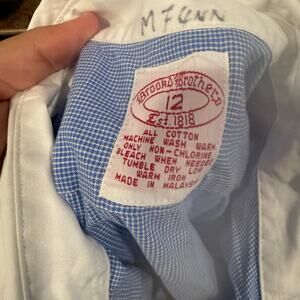 M FANN
Brooks Brothers
12
Est. 1818
ALL COTTON
MACHINE WASH WARM
ONLY NON-CHLORINE
BLEACH WHEN NEEDED
TUMBLE DRY LOW
WARM IRON
MADE IN MALAYSIA